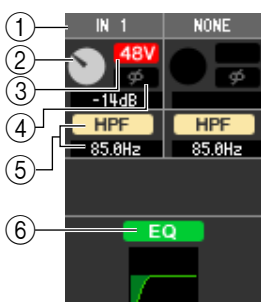 ① IN 1 NONE
② 48V
③ ø ø
④ -14dB
⑤ HPF HPF
85.0Hz 85.0Hz
⑥ EQ